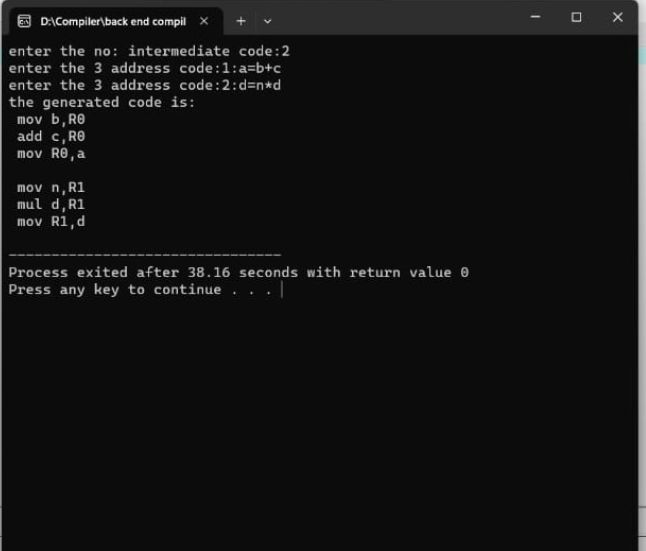 D:\Compiler\back end compil
enter the no: intermediate code:2
enter the 3 address code:1:a=b+c
enter the 3 address code:2:d=n*d
the generated code is:
mov b,R0
add c,R0
mov R0,a
mov n,R1
mul d,R1
mov R1,d
--------------------------------
Process exited after 38.16 seconds with return value 0
Press any key to continue . . .